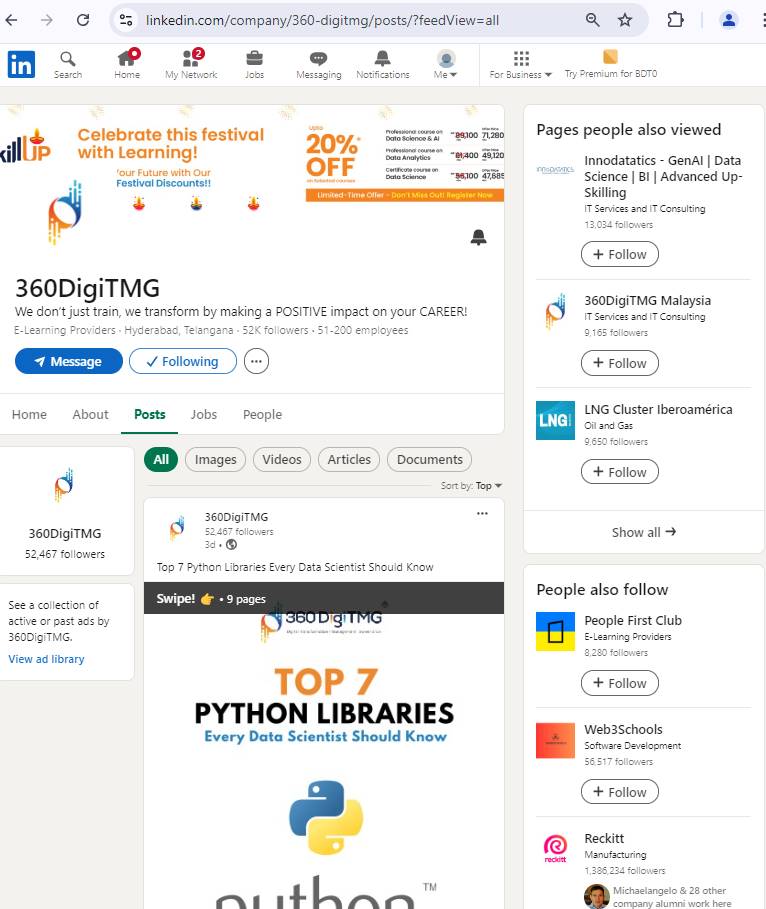 linkedin.com/company/360-digitmg/posts/?feedView=all
in
Search
Home
2
My Network
Jobs
Messaging
Notifications
Me
For Business
Try Premium for BDT0
killUP
Celebrate this festival
with Learning!
Your Future with Our
Festival Discounts!!
Upto
20%*
OFF
on Selected courses
Professional course on
Data Science & AI
71,280
Professional course on
Data Analytics
49,120
Certificate course on
Data Science
47,685
Limited-Time Offer - Don't Miss Out! Register Now
360DigiTMG
We don't just train, we transform by making a POSITIVE impact on your CAREER!
E-Learning Providers · Hyderabad, Telangana · 52K followers · 51-200 employees
Message
Following
Home
About
Posts
Jobs
People
360DigiTMG
52,467 followers
See a collection of
active or past ads by
360DigiTMG.
View ad library
All
Images
Videos
Articles
Documents
Sort by: Top
360DigiTMG
52,467 followers
3d •
Top 7 Python Libraries Every Data Scientist Should Know
Swipe! 👉 • 9 pages
360DigiTMG
TOP 7
PYTHON LIBRARIES
Every Data Scientist Should Know
python TM
Pages people also viewed
INNODATATICS
Innodatatics - GenAI | Data
Science | BI | Advanced Up-
Skilling
IT Services and IT Consulting
13,034 followers
+ Follow
360DigiTMG Malaysia
IT Services and IT Consulting
9,165 followers
+ Follow
LNG
LNG Cluster Iberoamérica
Oil and Gas
9,650 followers
+ Follow
Show all →
People also follow
People First Club
E-Learning Providers
8,280 followers
+ Follow
Web3Schools
Software Development
56,517 followers
+ Follow
reckitt
Reckitt
Manufacturing
1,386,234 followers
Michaelangelo & 28 other
company alumni work here